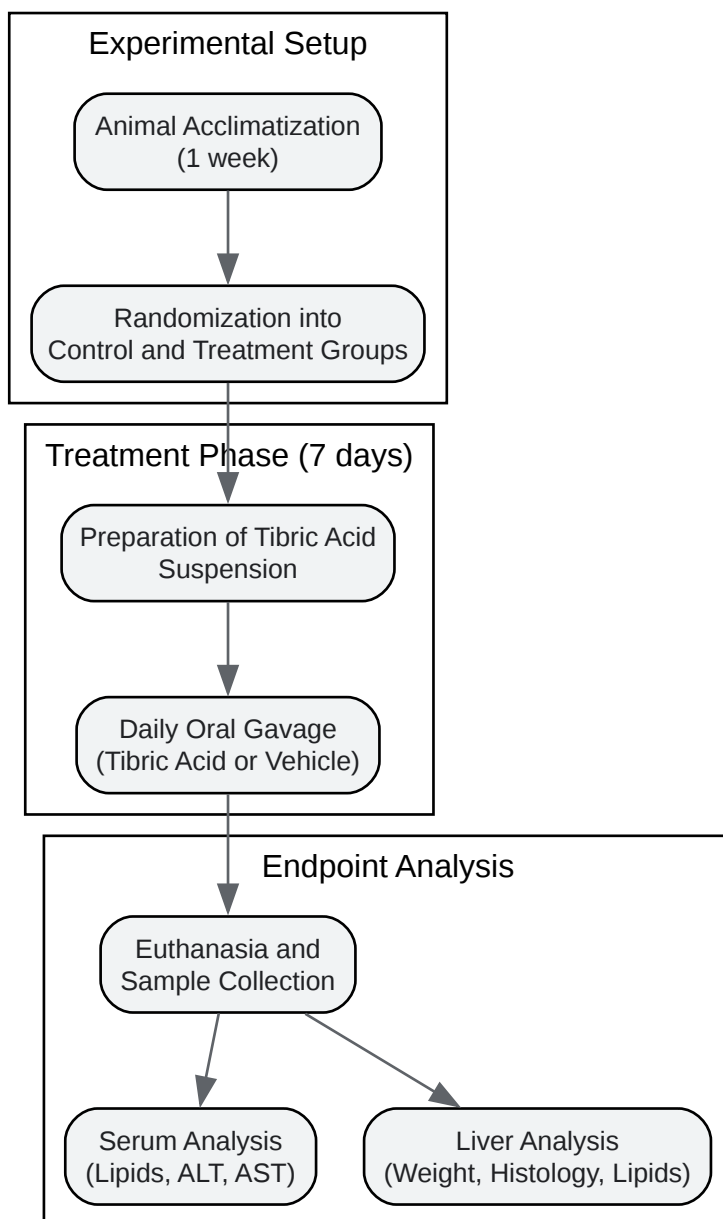 Experimental Setup
Animal Acclimatization
(1 week)
Randomization into
Control and Treatment Groups
Treatment Phase (7 days)
Preparation of Tibric Acid
Suspension
Daily Oral Gavage
(Tibric Acid or Vehicle)
Endpoint Analysis
Euthanasia and
Sample Collection
Serum Analysis
(Lipids, ALT, AST)
Liver Analysis
(Weight, Histology, Lipids)